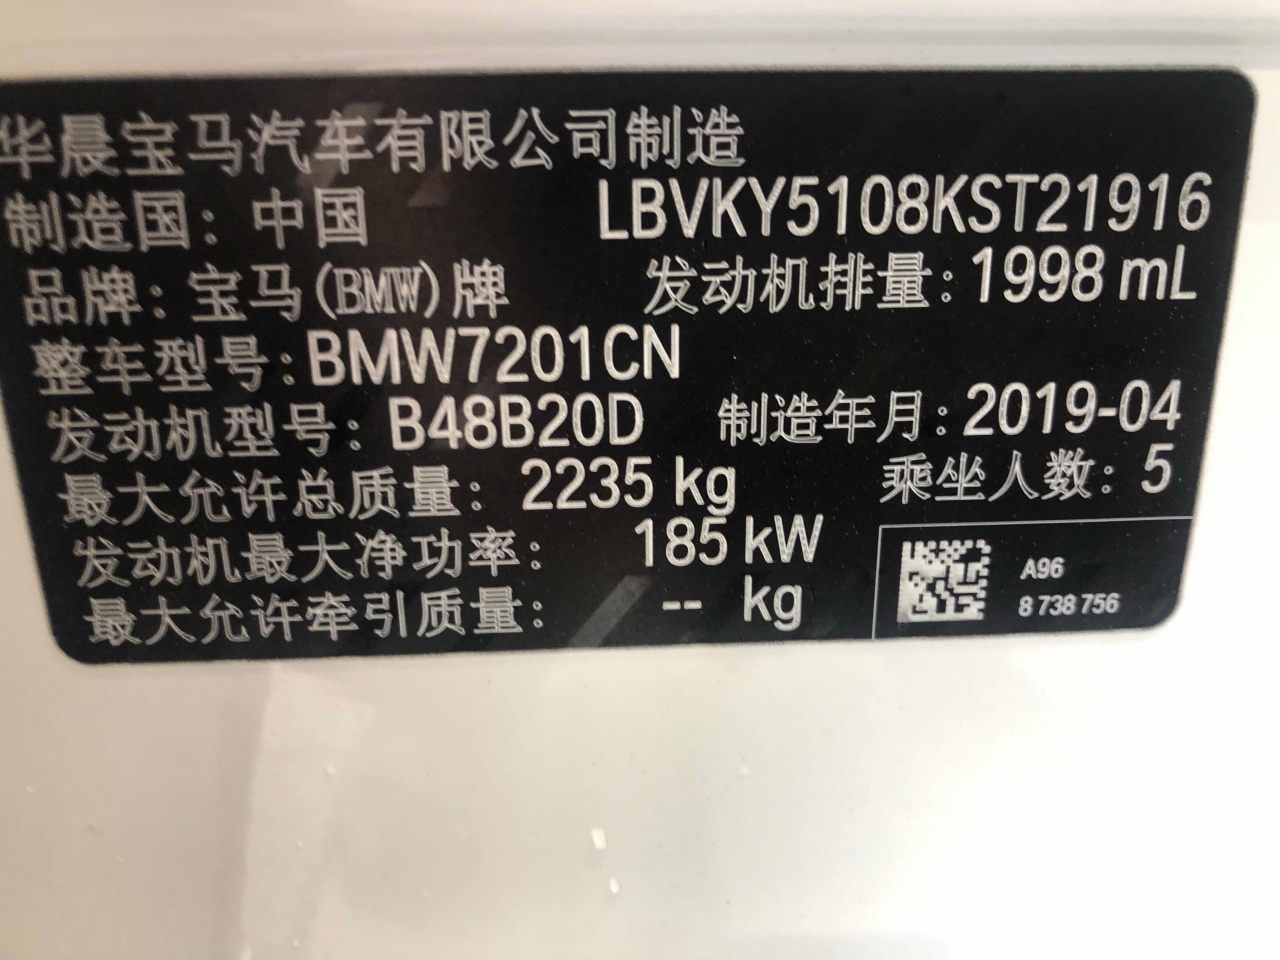 华晨宝马汽车有限公司制造
制造国：中国 LBVKY5108KST21916
品牌：宝马(BMW)牌 发动机排量：1998 mL
整车型号：BMW7201CN
发动机型号：B48B20D 制造年月：2019-04
最大允许总质量：2235 kg 乘坐人数：5
发动机最大净功率：185 kW
最大允许牵引质量：-- kg
A96
8 738 756